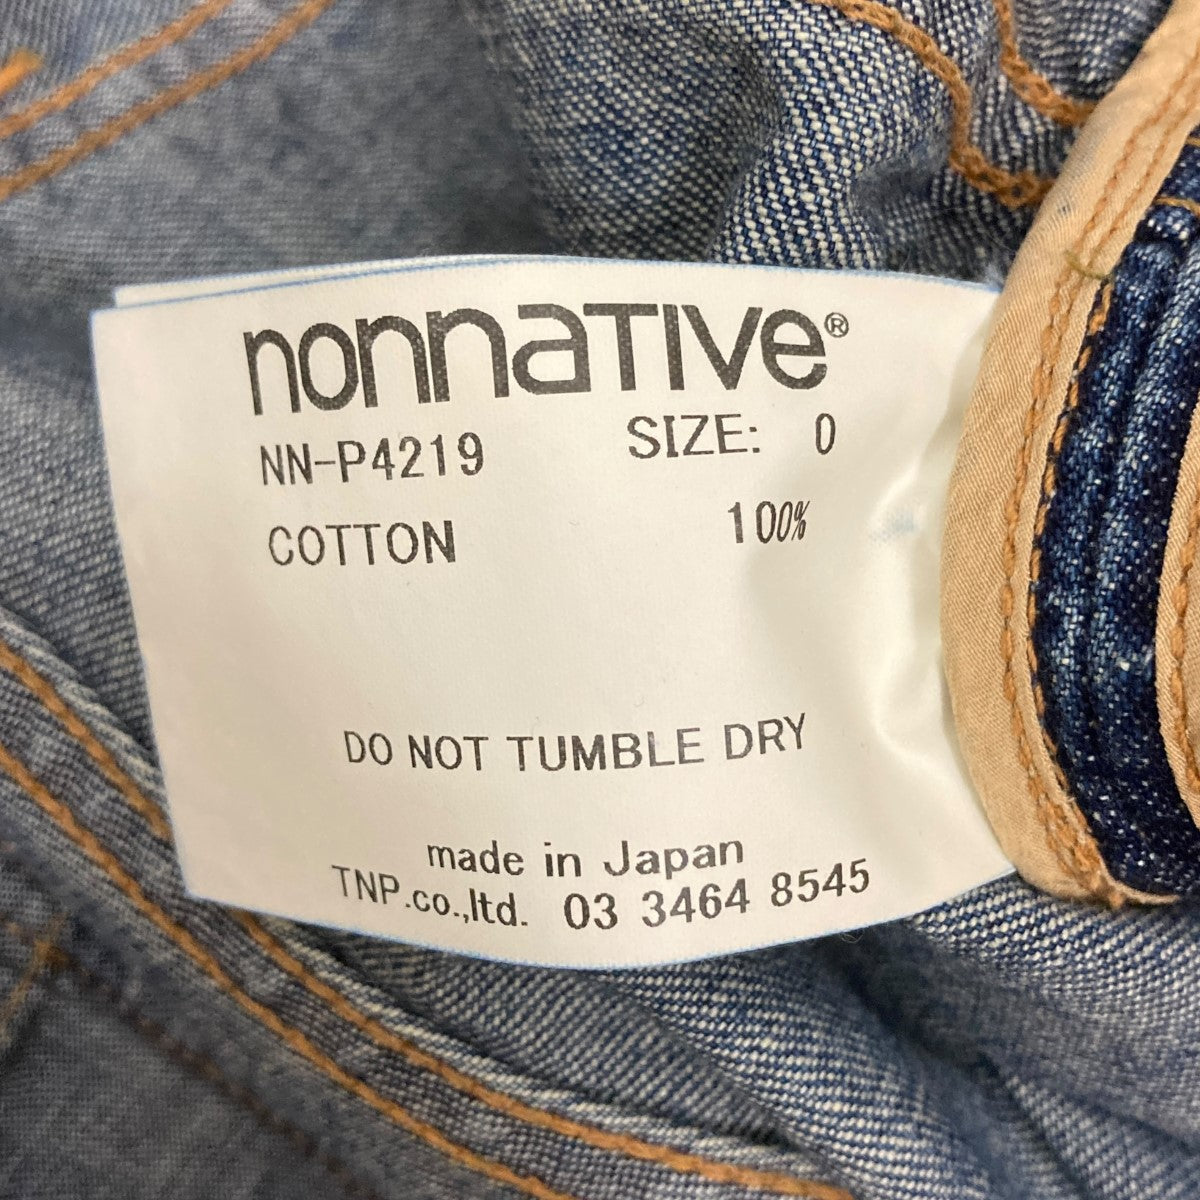 nonnaTIVe®
NN-P4219 SIZE: 0
COTTON 100%
DO NOT TUMBLE DRY
made in Japan
TNP.co.,ltd. 03 3464 8545